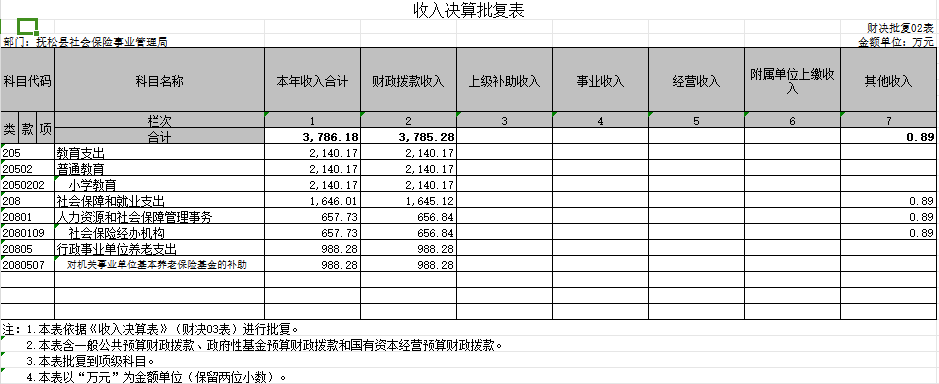 收入决算批复表
财决批复02表
部门：抚松县社会保险事业管理局 金额单位：万元
科目代码 科目名称 本年收入合计 财政拨款收入 上级补助收入 事业收入 经营收入 附属单位上缴收入 其他收入
类 款 项 栏次 1 2 3 4 5 6 7
合计 3,786.18 3,785.28 0.89
205 教育支出 2,140.17 2,140.17
20502 普通教育 2,140.17 2,140.17
2050202 小学教育 2,140.17 2,140.17
208 社会保障和就业支出 1,646.01 1,645.12 0.89
20801 人力资源和社会保障管理事务 657.73 656.84 0.89
2080109 社会保险经办机构 657.73 656.84 0.89
20805 行政事业单位养老支出 988.28 988.28
2080507 对机关事业单位基本养老保险基金的补助 988.28 988.28
注：1.本表依据《收入决算表》（财决03表）进行批复。
2.本表含一般公共预算财政拨款、政府性基金预算财政拨款和国有资本经营预算财政拨款。
3.本表批复到项级科目。
4.本表以“万元”为金额单位（保留两位小数）。